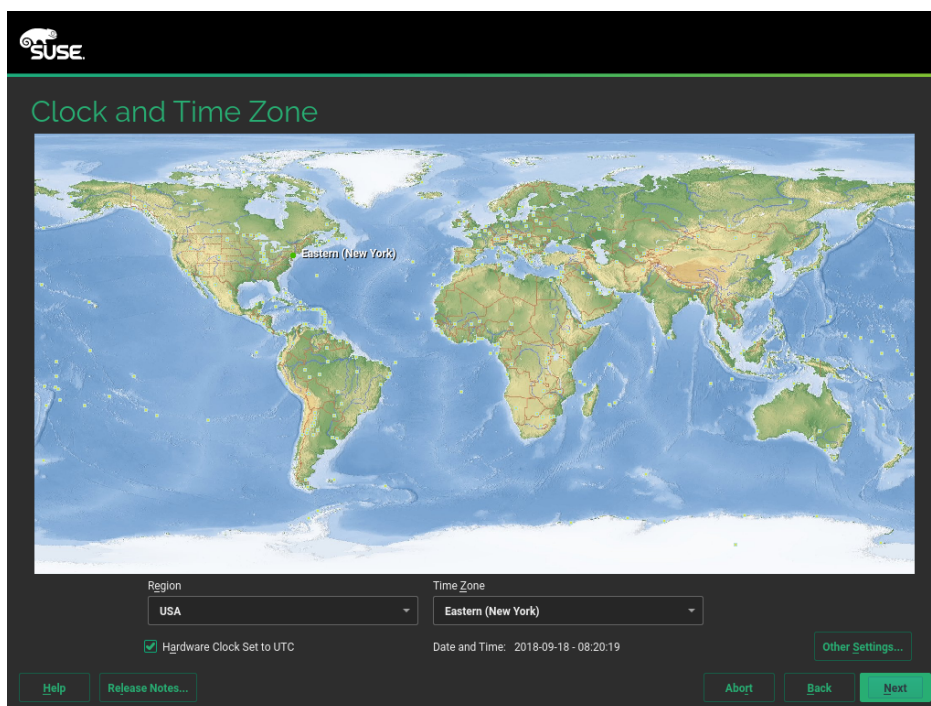 SUSE.
Clock and Time Zone
Eastern (New York)
Region
Time Zone
USA
Eastern (New York)
Hardware Clock Set to UTC
Date and Time: 2018-09-18 - 08:20:19
Other Settings...
Help
Release Notes...
Abort
Back
Next